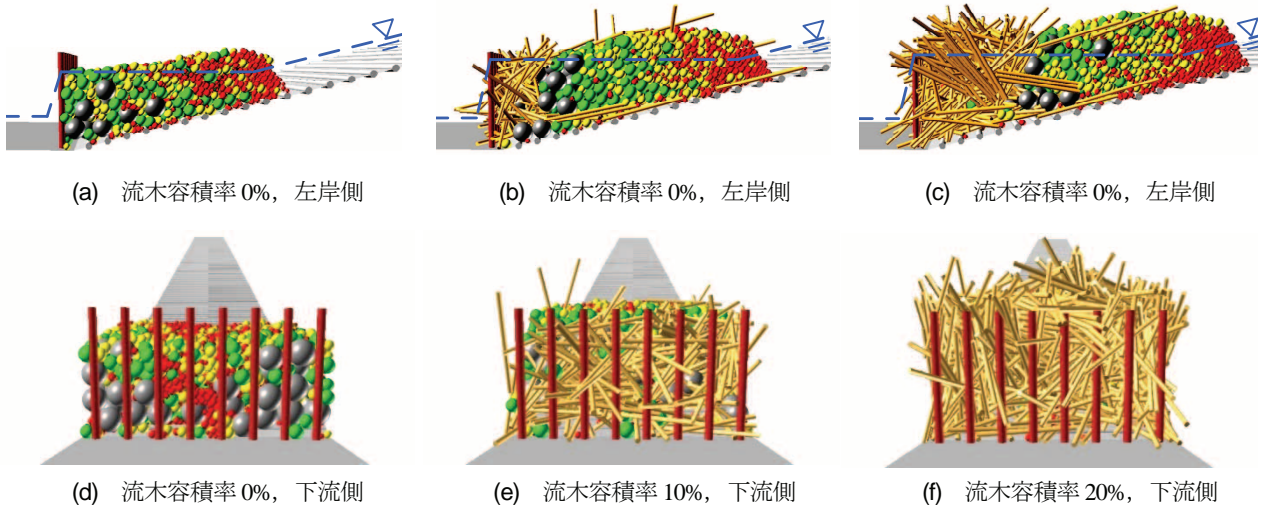 (a) 流木容積率 0%，左岸側
(b) 流木容積率 0%，左岸側
(c) 流木容積率 0%，左岸側
(d) 流木容積率 0%，下流側
(e) 流木容積率 10%，下流側
(f) 流木容積率 20%，下流側